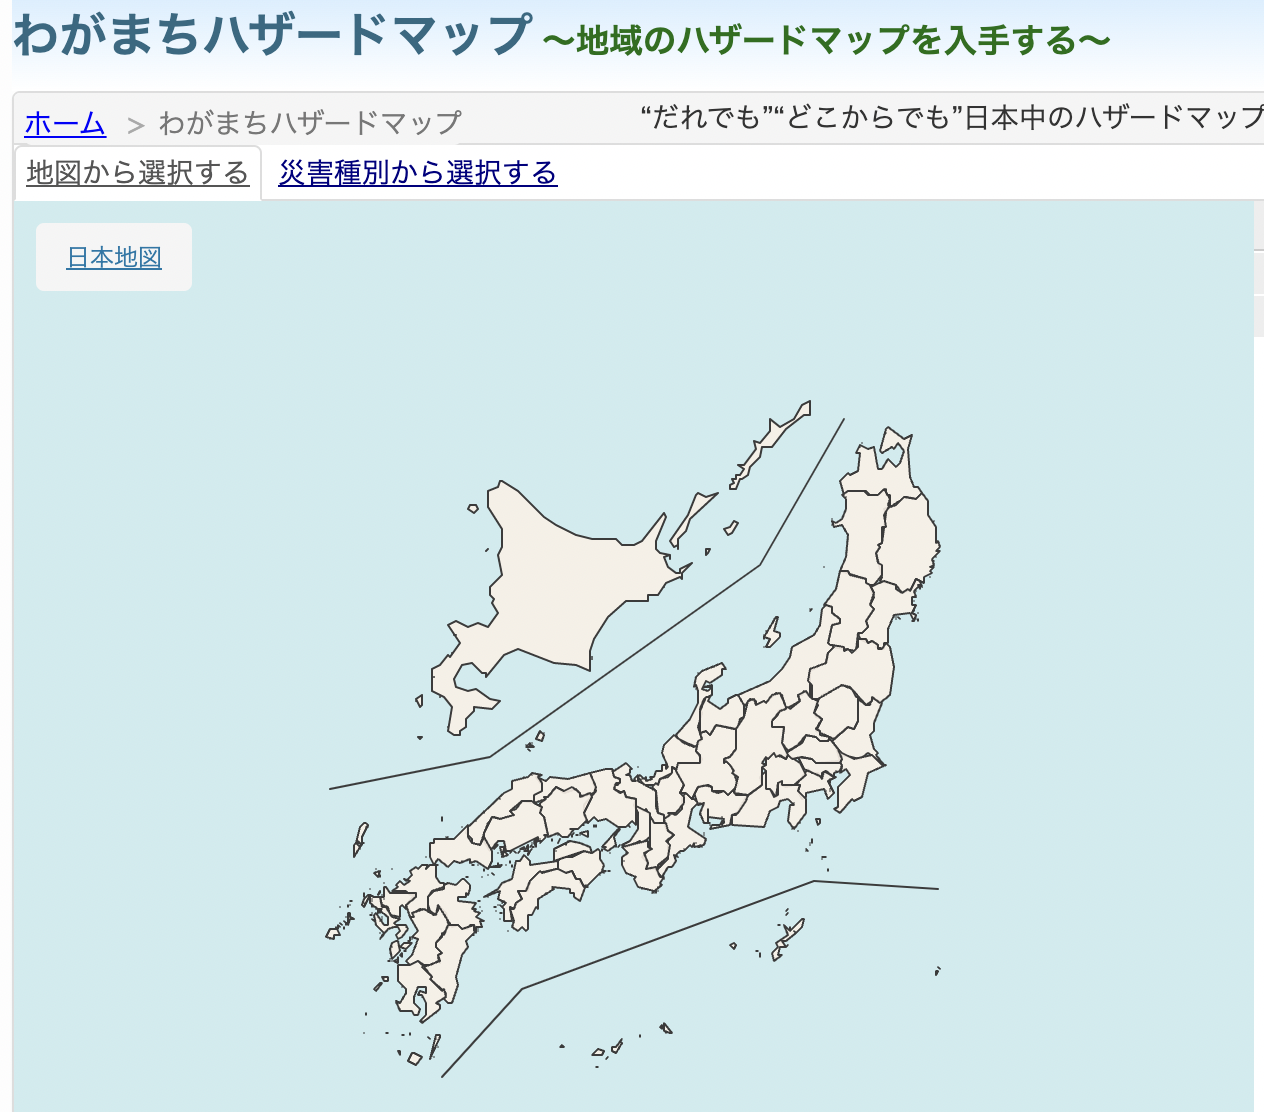 わがまちハザードマップ ～地域のハザードマップを入手する～
ホーム > わがまちハザードマップ “だれでも”“どこからでも”日本中のハザードマップ
地図から選択する 災害種別から選択する
日本地図